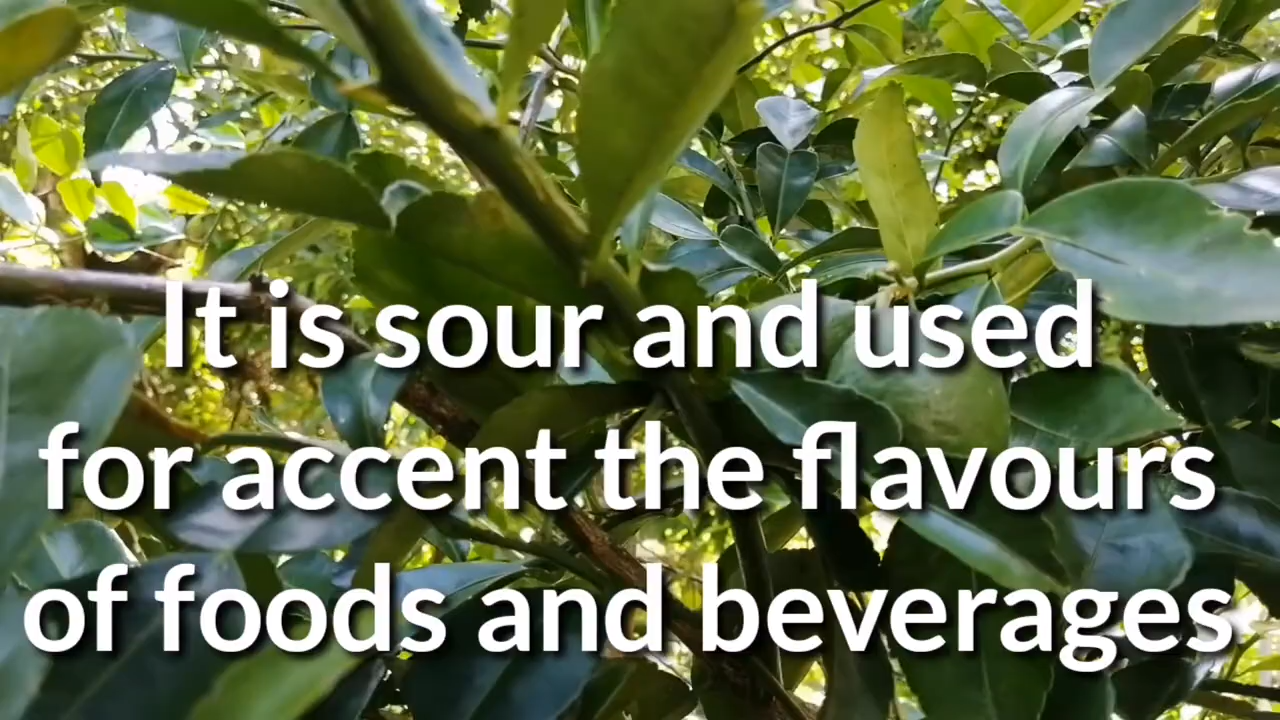 It is sour and used
for accent the flavours
of foods and beverages